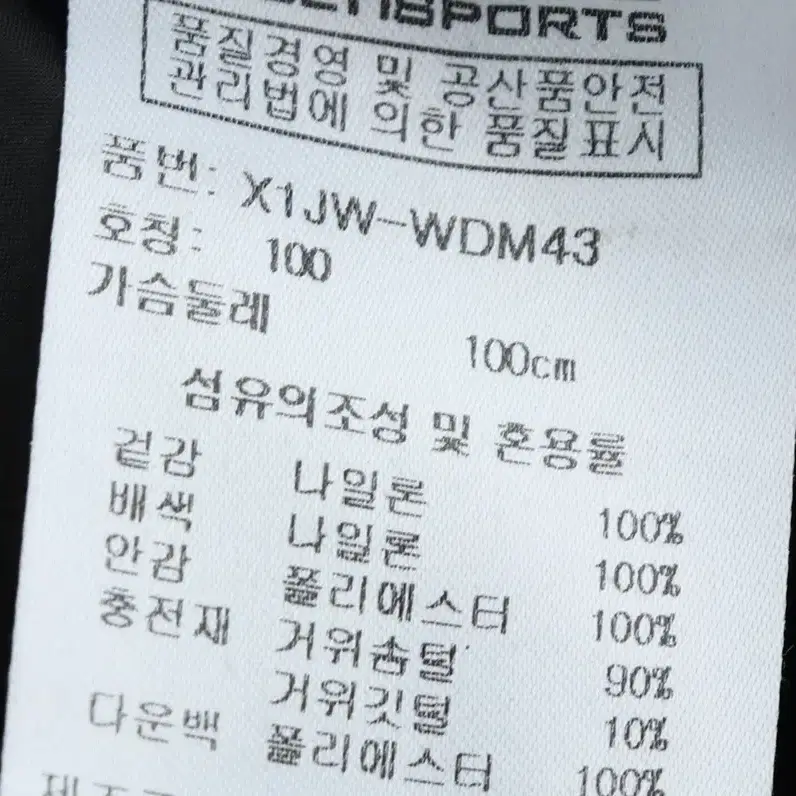 SPORTS
품질경영 및 공산품안전
관리법에 의한 품질표시
품번: X1JW-WDM43
호칭: 100
가슴둘레 100cm
섬유의조성 및 혼용률
겉감 나일론 100%
배색 나일론 100%
안감 폴리에스터 100%
충전재 거위솜털 90%
거위깃털 10%
다운백 폴리에스터 100%